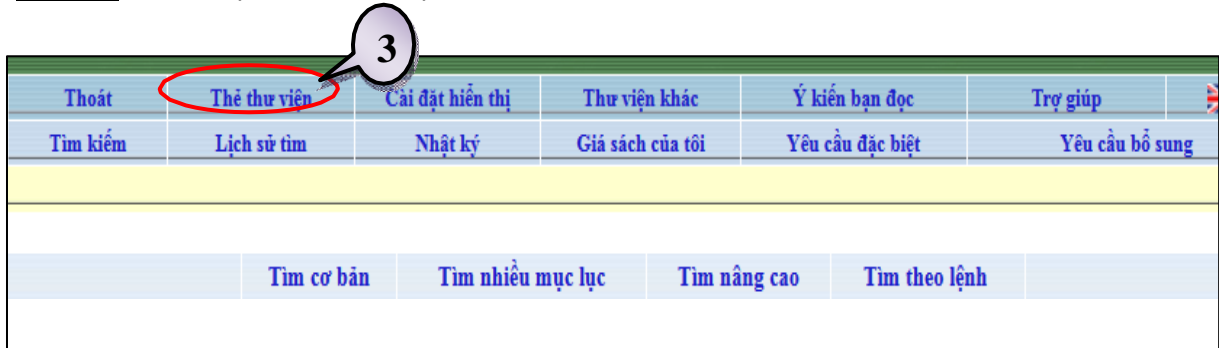 3
Thoát Thẻ thư viện Cài đặt hiển thị Thư viện khác Ý kiến bạn đọc Trợ giúp
Tìm kiếm Lịch sử tìm Nhật ký Giá sách của tôi Yêu cầu đặc biệt Yêu cầu bổ sung
Tìm cơ bản Tìm nhiều mục lục Tìm nâng cao Tìm theo lệnh